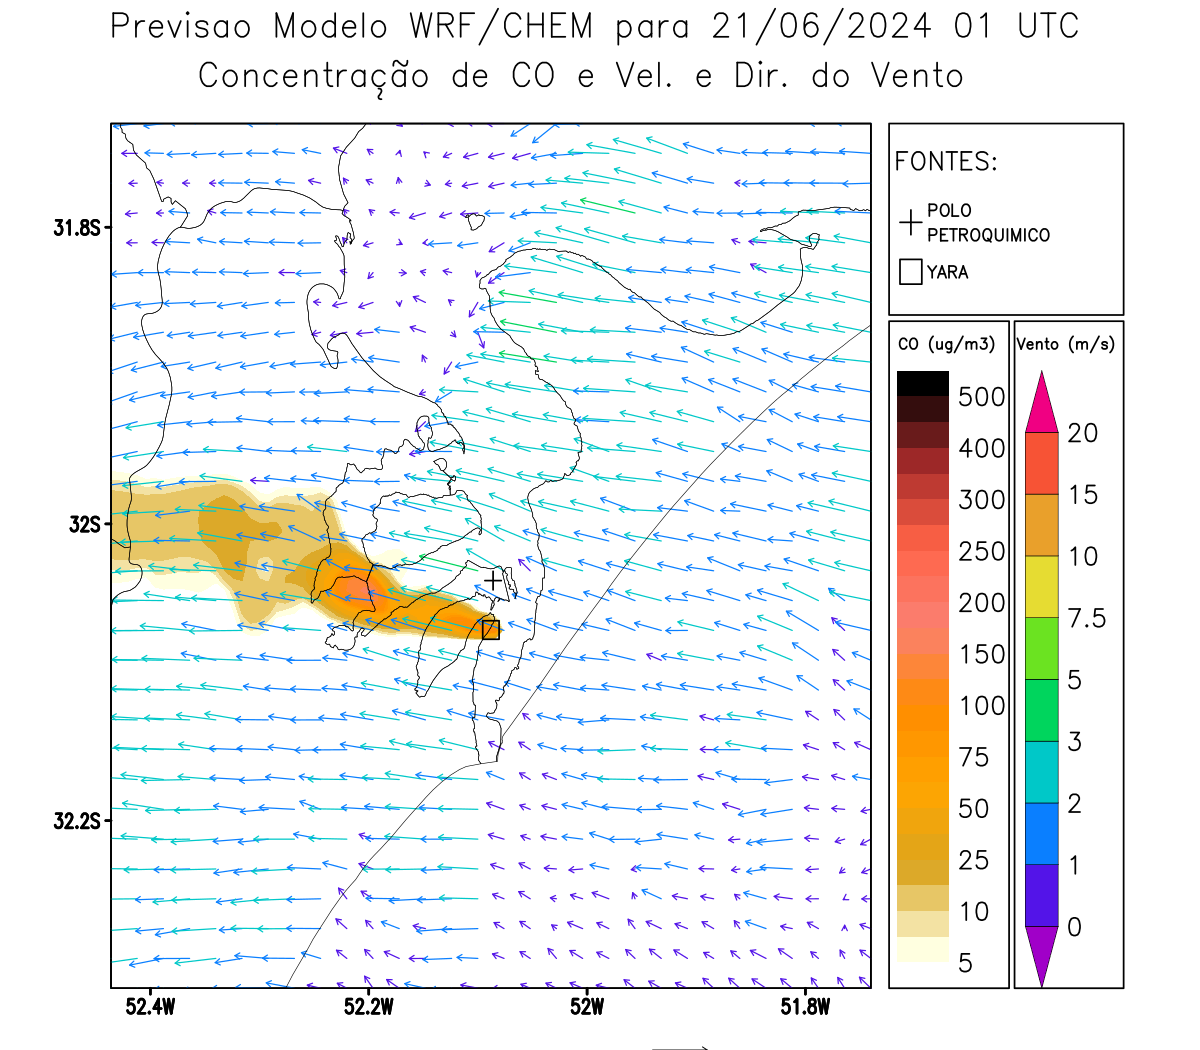 Previsao Modelo WRF/CHEM para 21/06/2024 01 UTC
Concentração de CO e Vel. e Dir. do Vento
FONTES:
POLO
PETROQUIMICO
YARA
CO (ug/m3)
500
400
300
250
200
150
100
75
50
25
10
5
Vento (m/s)
20
15
10
7.5
5
3
2
1
0
31.8S
32S
32.2S
52.4W
52.2W
52W
51.8W